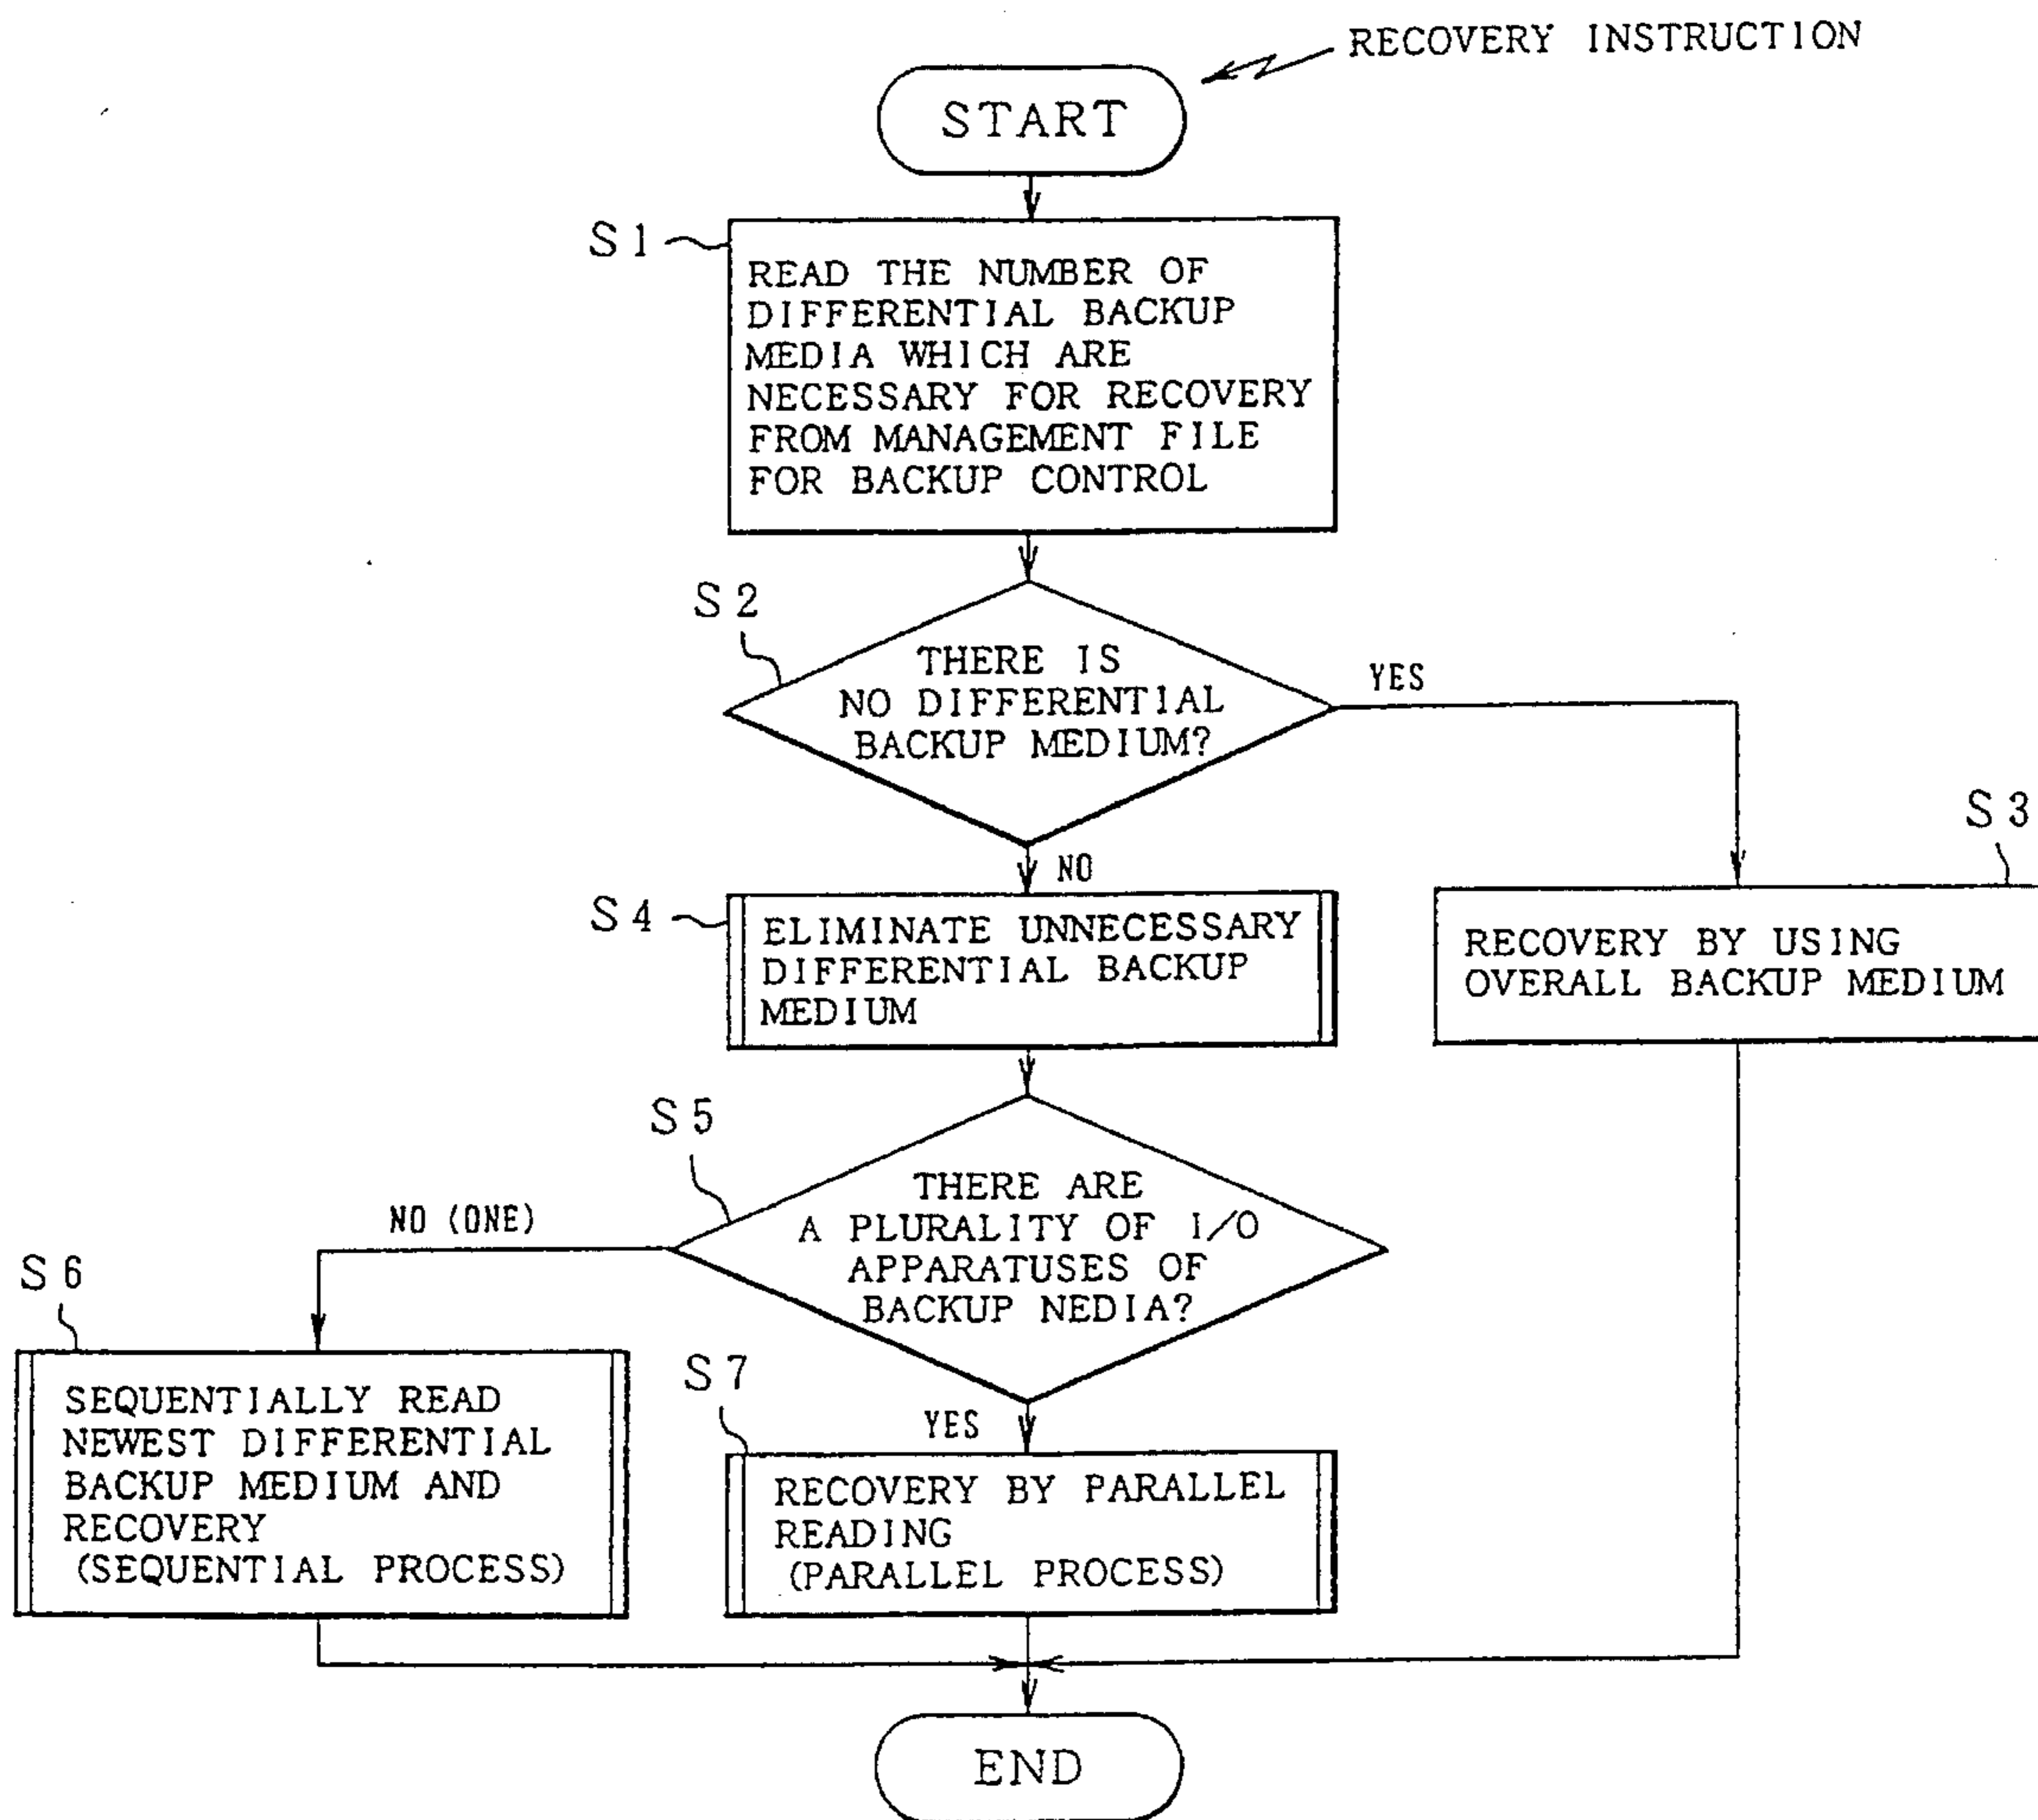 RECOVERY INSTRUCTION
START
S1
READ THE NUMBER OF
DIFFERENTIAL BACKUP
MEDIA WHICH ARE
NECESSARY FOR RECOVERY
FROM MANAGEMENT FILE
FOR BACKUP CONTROL
S2
THERE IS
NO DIFFERENTIAL
BACKUP MEDIUM?
YES
NO
S3
RECOVERY BY USING
OVERALL BACKUP MEDIUM
S4
ELIMINATE UNNECESSARY
DIFFERENTIAL BACKUP
MEDIUM
S5
THERE ARE
A PLURALITY OF I/O
APPARATUSES OF
BACKUP NEDIA?
NO (ONE)
YES
S6
SEQUENTIALLY READ
NEWEST DIFFERENTIAL
BACKUP MEDIUM AND
RECOVERY
(SEQUENTIAL PROCESS)
S7
RECOVERY BY PARALLEL
READING
(PARALLEL PROCESS)
END